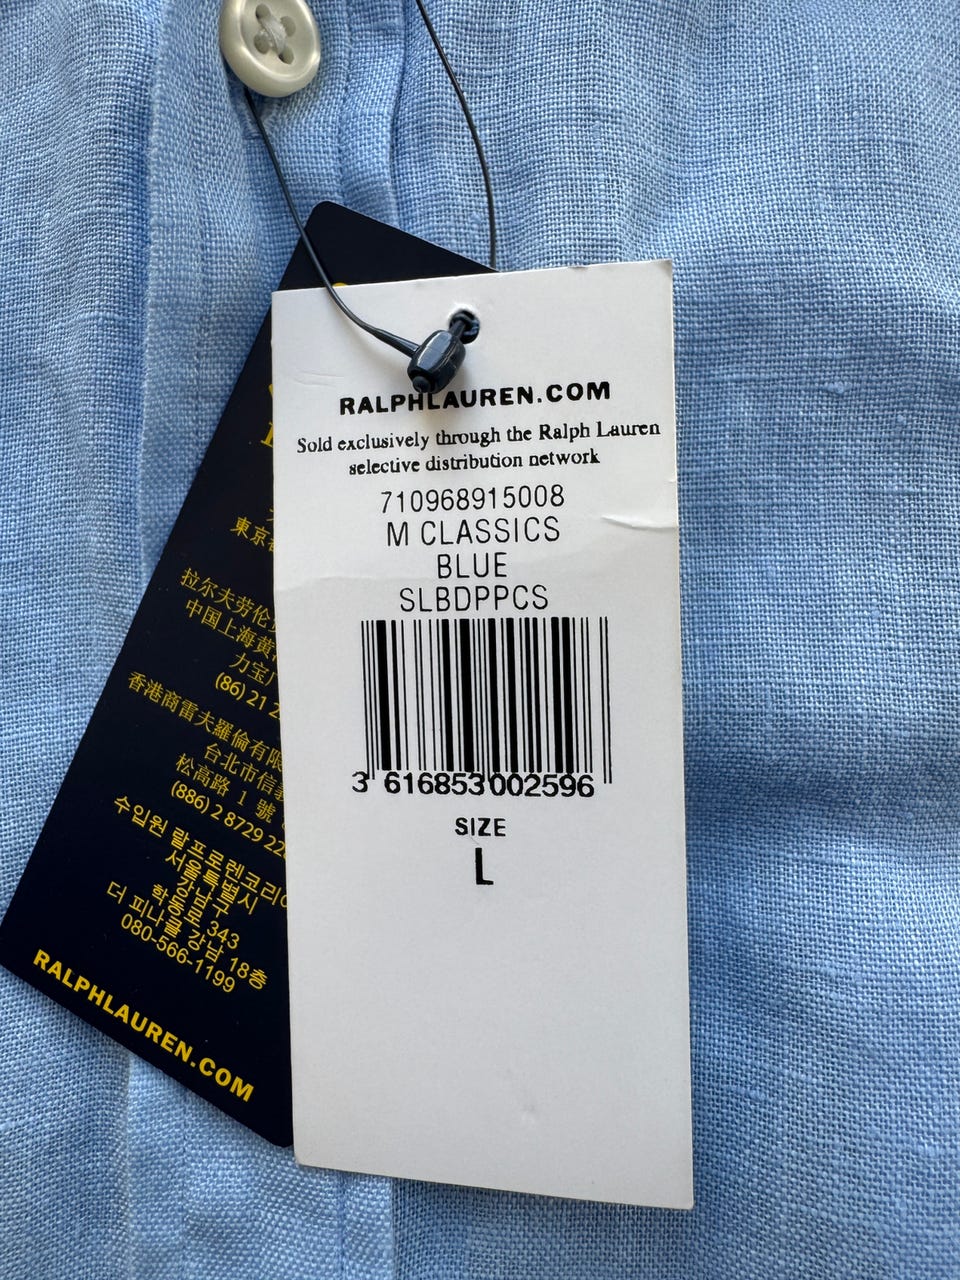 RALPHLAUREN.COM
Sold exclusively through the Ralph Lauren
selective distribution network
710968915008
M CLASSICS
BLUE
SLBDPPCS
3 616853 002596
SIZE
L
東京
拉尔夫劳伦
中国上海黄
力宝
(86) 21 2
香港商雷夫羅倫有限
台北市信義
松高路 1 號
(886) 2 8729 22
수입원 랄프로렌코리아
서울특별시
강남구
학동로 343
더 피나클 강남 18층
080-566-1199
RALPHLAUREN.COM